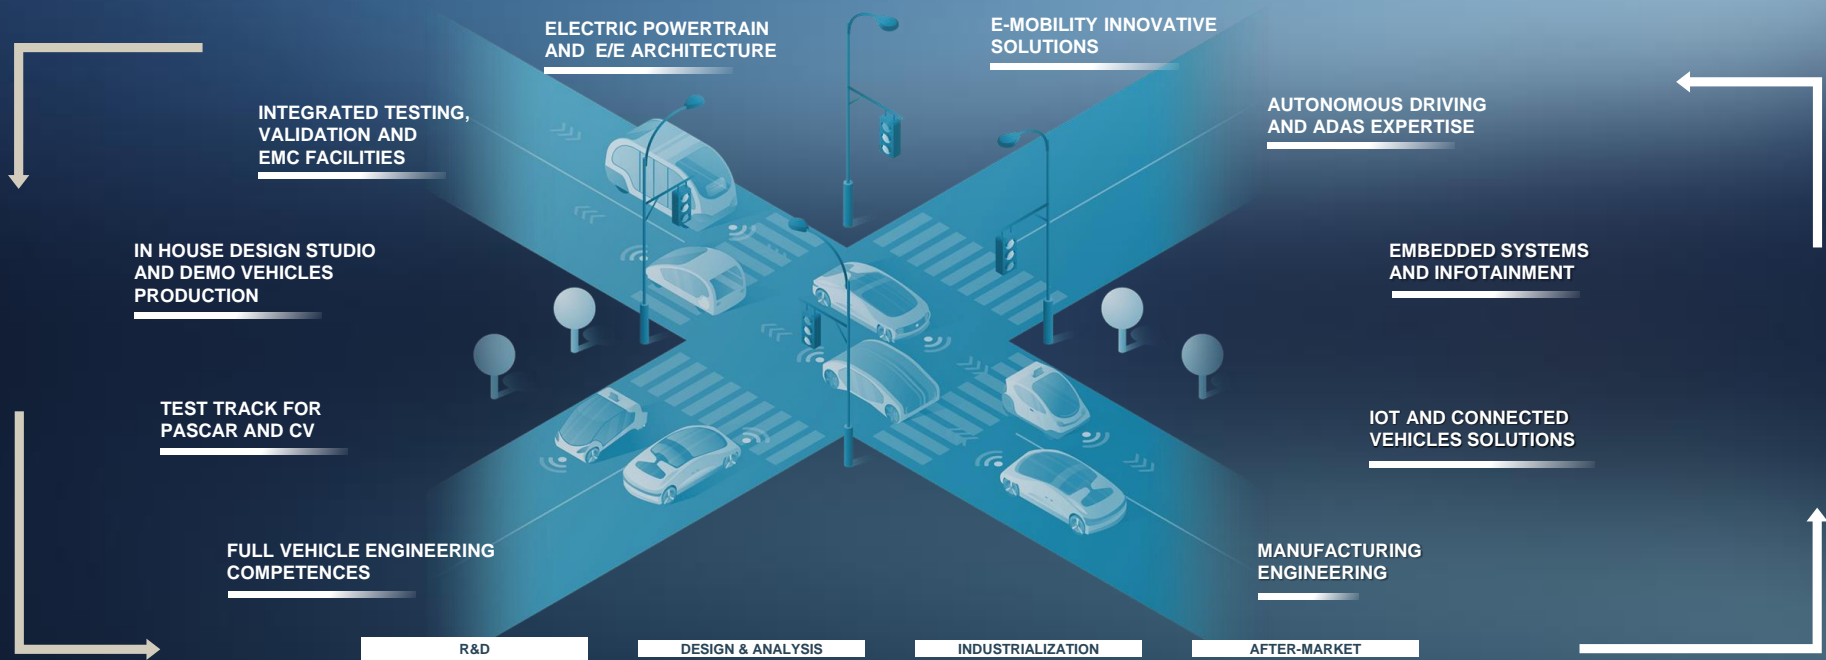 ELECTRIC POWERTRAIN
AND E/E ARCHITECTURE
E-MOBILITY INNOVATIVE
SOLUTIONS
INTEGRATED TESTING,
VALIDATION AND
EMC FACILITIES
AUTONOMOUS DRIVING
AND ADAS EXPERTISE
IN HOUSE DESIGN STUDIO
AND DEMO VEHICLES
PRODUCTION
EMBEDDED SYSTEMS
AND INFOTAINMENT
TEST TRACK FOR
PASCAR AND CV
IOT AND CONNECTED
VEHICLES SOLUTIONS
FULL VEHICLE ENGINEERING
COMPETENCES
MANUFACTURING
ENGINEERING
R&D
DESIGN & ANALYSIS
INDUSTRIALIZATION
AFTER-MARKET